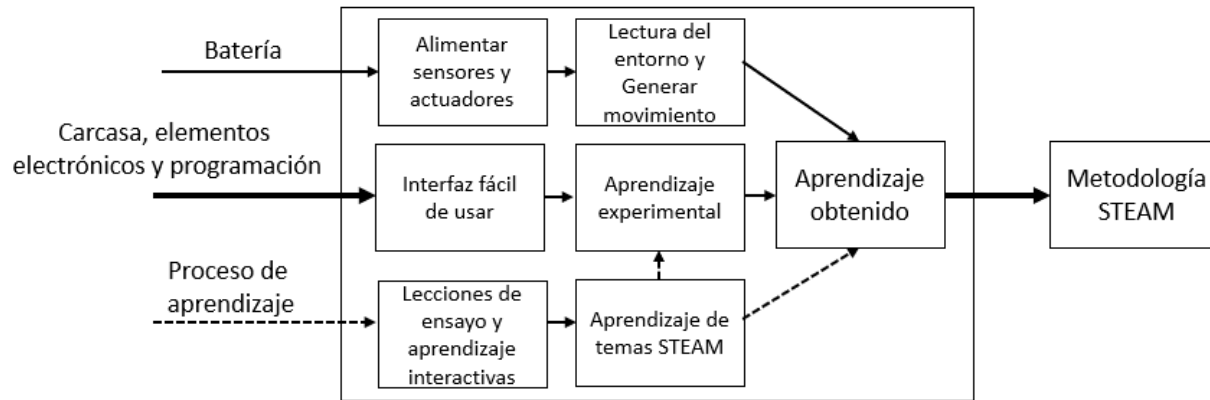 Batería
Alimentar
sensores y
actuadores
Lectura del
entorno y
Generar
movimiento
Carcasa, elementos
electrónicos y programación
Interfaz fácil
de usar
Aprendizaje
experimental
Aprendizaje
obtenido
Metodología
STEAM
Proceso de
aprendizaje
Lecciones de
ensayo y
aprendizaje
interactivas
Aprendizaje de
temas STEAM